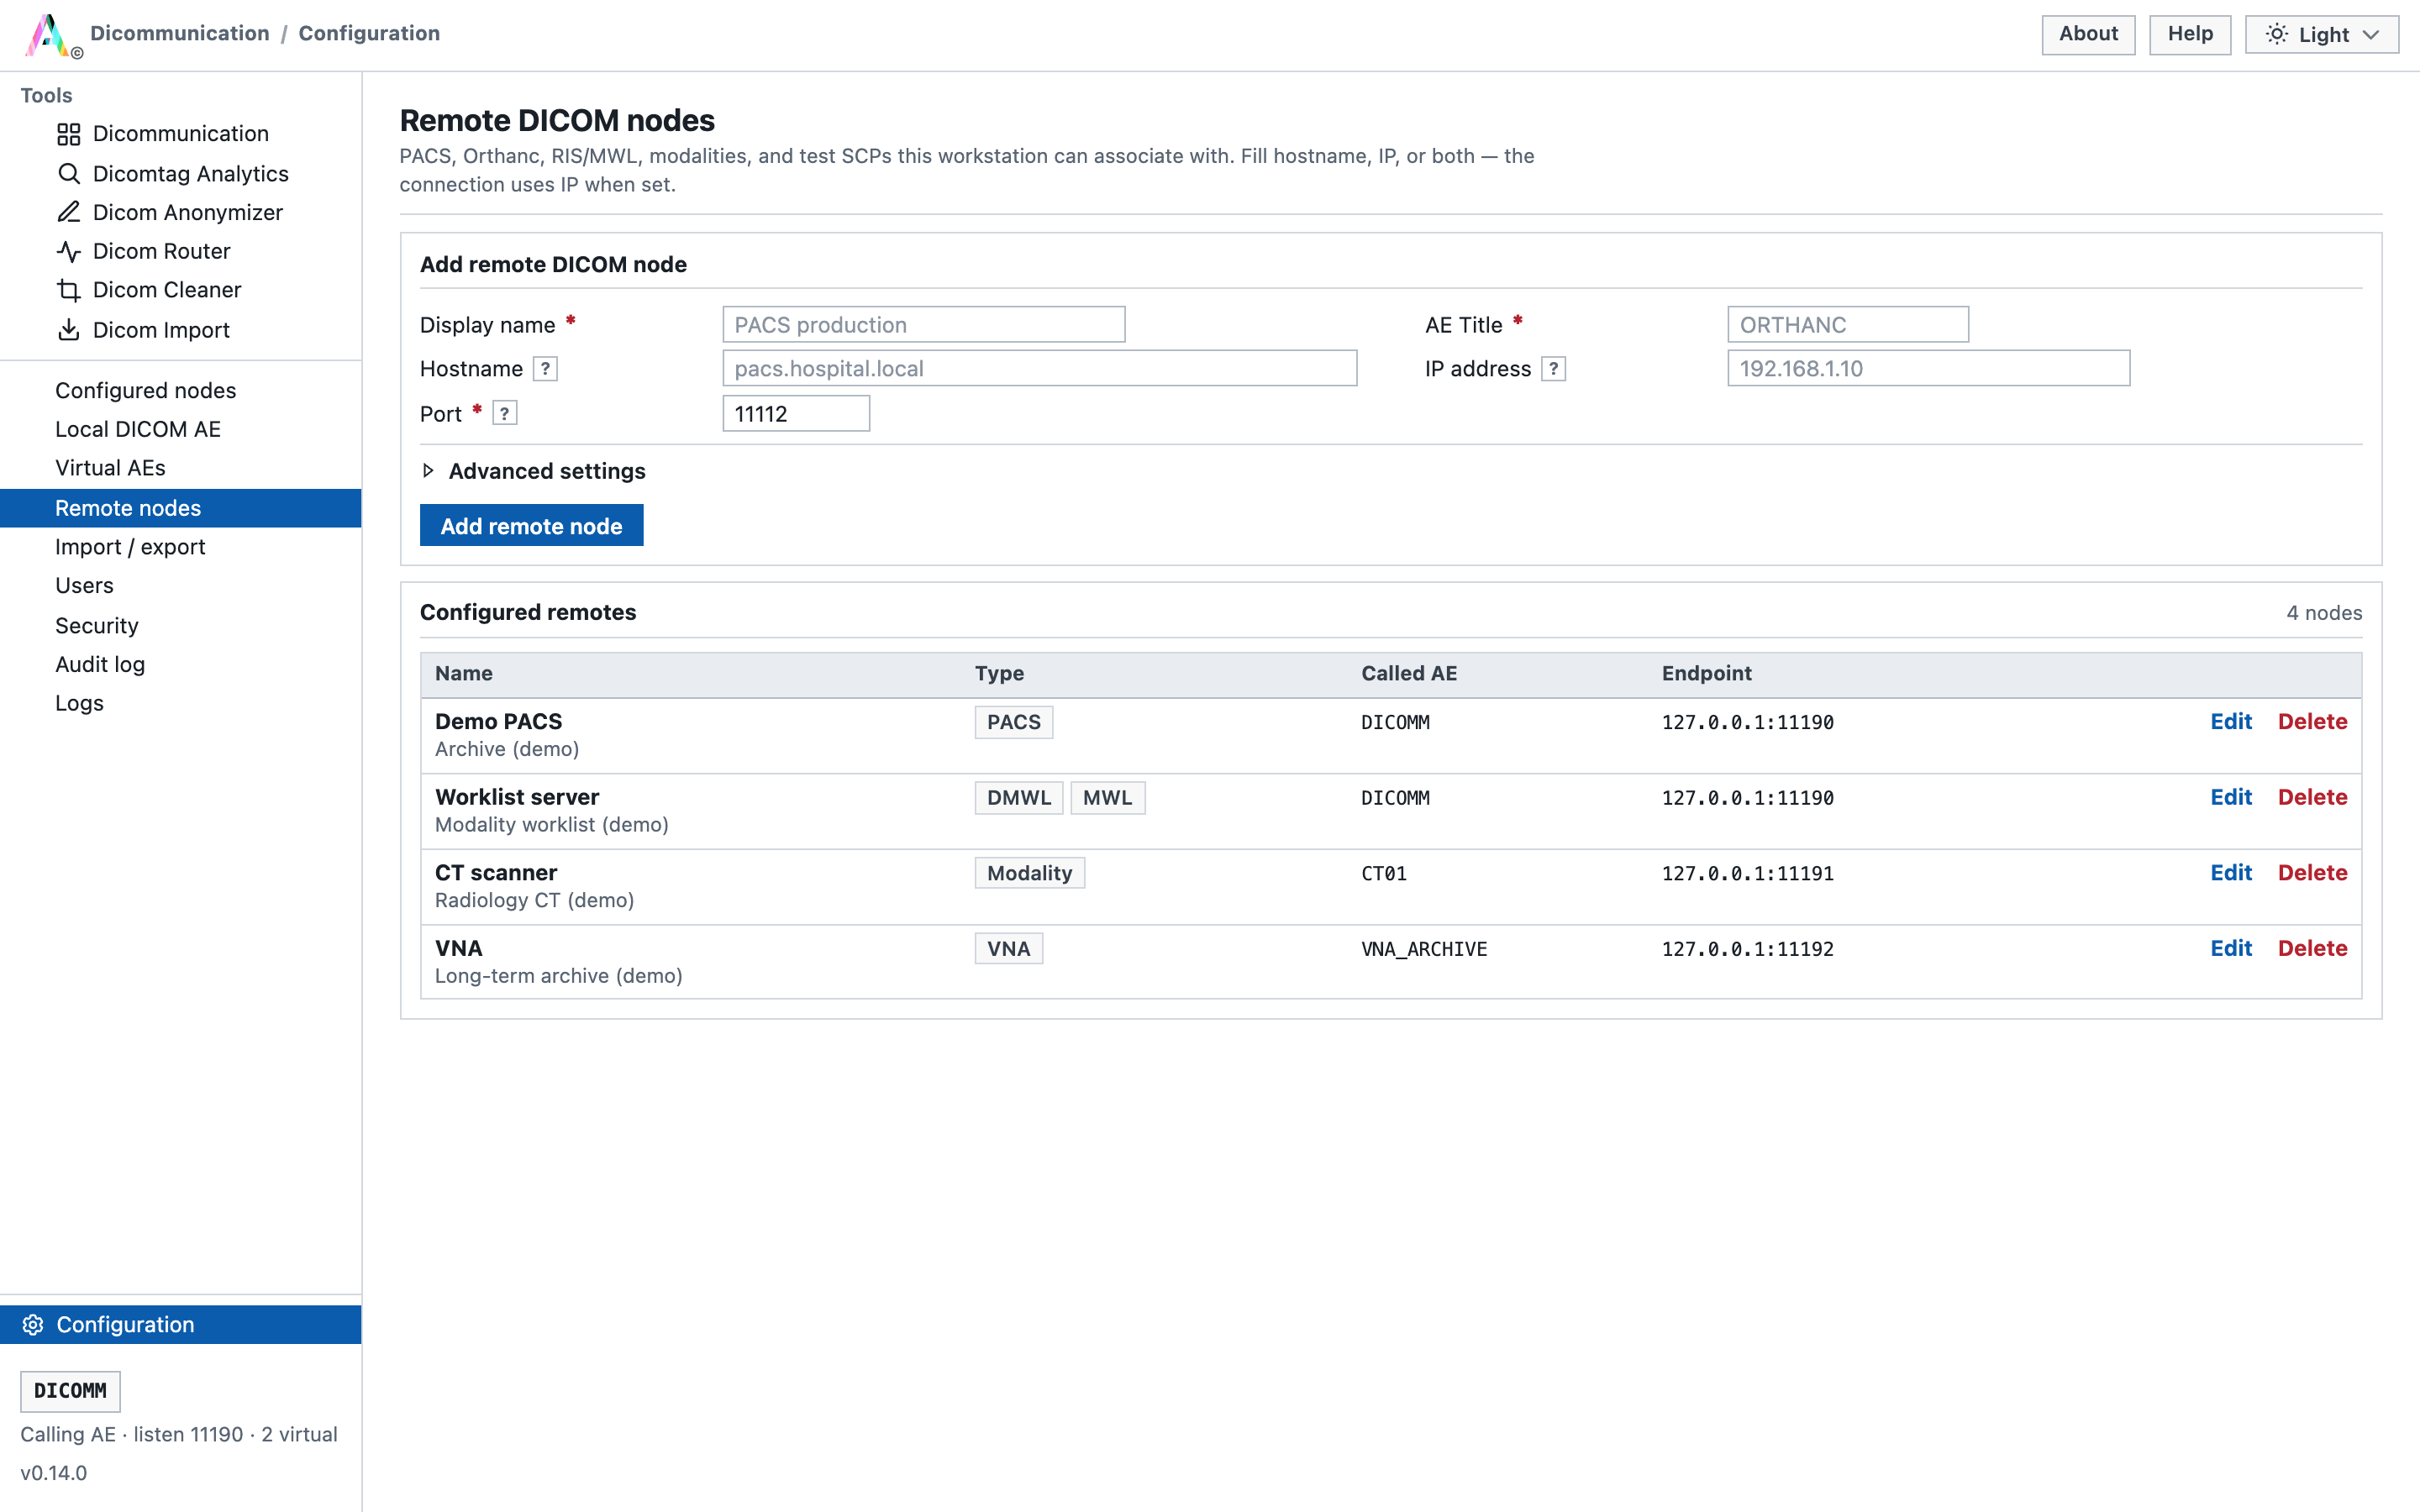 Dicommunication / Configuration
About
Help
Light
Tools
Dicommunication
Dicomtag Analytics
Dicom Anonymizer
Dicom Router
Dicom Cleaner
Dicom Import
Configured nodes
Local DICOM AE
Virtual AEs
Remote nodes
Import / export
Users
Security
Audit log
Logs
Configuration
DICOMM
Calling AE · listen 11190 · 2 virtual
v0.14.0
Remote DICOM nodes
PACS, Orthanc, RIS/MWL, modalities, and test SCPs this workstation can associate with. Fill hostname, IP, or both — the
connection uses IP when set.
Add remote DICOM node
Display name * PACS production AE Title * ORTHANC
Hostname ? pacs.hospital.local IP address ? 192.168.1.10
Port * ? 11112
Advanced settings
Add remote node
Configured remotes 4 nodes
Name Type Called AE Endpoint
Demo PACS PACS DICOMM 127.0.0.1:11190 Edit Delete
Archive (demo)
Worklist server DMWL MWL DICOMM 127.0.0.1:11190 Edit Delete
Modality worklist (demo)
CT scanner Modality CT01 127.0.0.1:11191 Edit Delete
Radiology CT (demo)
VNA VNA VNA_ARCHIVE 127.0.0.1:11192 Edit Delete
Long-term archive (demo)